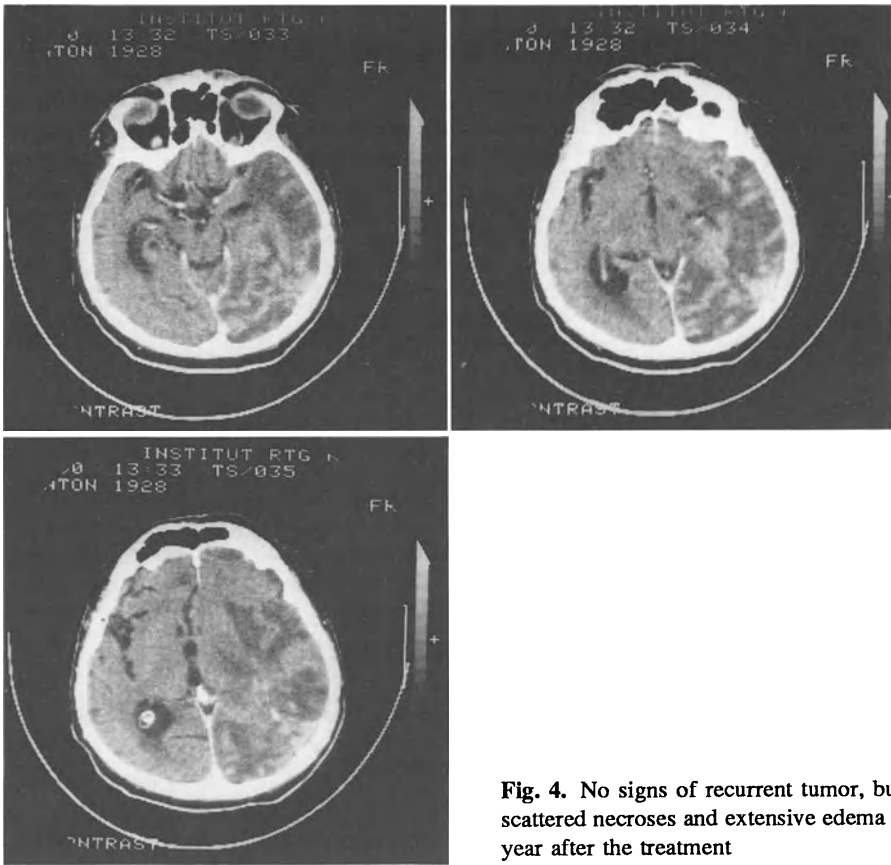 INSTITUT RTG
13:32 TS/033
TON 1928
FR
NTRAST
INSTITUT RTG
13:32 TS/034
TON 1928
FR
NTRAST
INSTITUT RTG
13:33 TS/035
TON 1928
FR
NTRAST
Fig. 4. No signs of recurrent tumor, bu
scattered necroses and extensive edema
year after the treatment